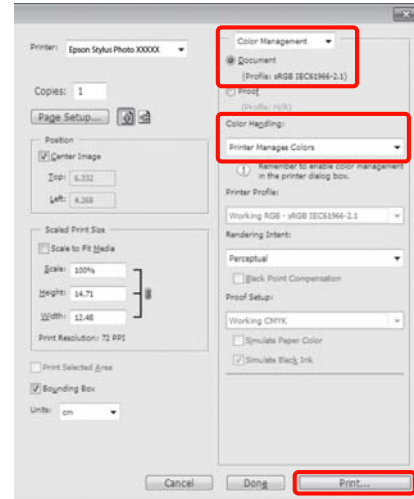 Printer: Epson Stylus Photo XXXXX
Copies: 1
Page Setup...
Position
Center Image
Top: 6.332
Left: 4.268
Scaled Print Size
Scale to Fit Media
Scale: 100%
Height: 14.71
Width: 12.48
Print Resolution: 72 PPI
Print Selected Area
Bounding Box
Units: cm
Color Management
Document
(Profile: sRGB IEC61966-2.1)
Proof
(Profile: N/A)
Color Handling:
Printer Manages Colors
Remember to enable color management
in the printer dialog box.
Printer Profile:
Working RGB - sRGB IEC61966-2.1
Rendering Intent:
Perceptual
Black Point Compensation
Proof Setup:
Working CMYK
Simulate Paper Color
Simulate Black Ink
Cancel
Done
Print...